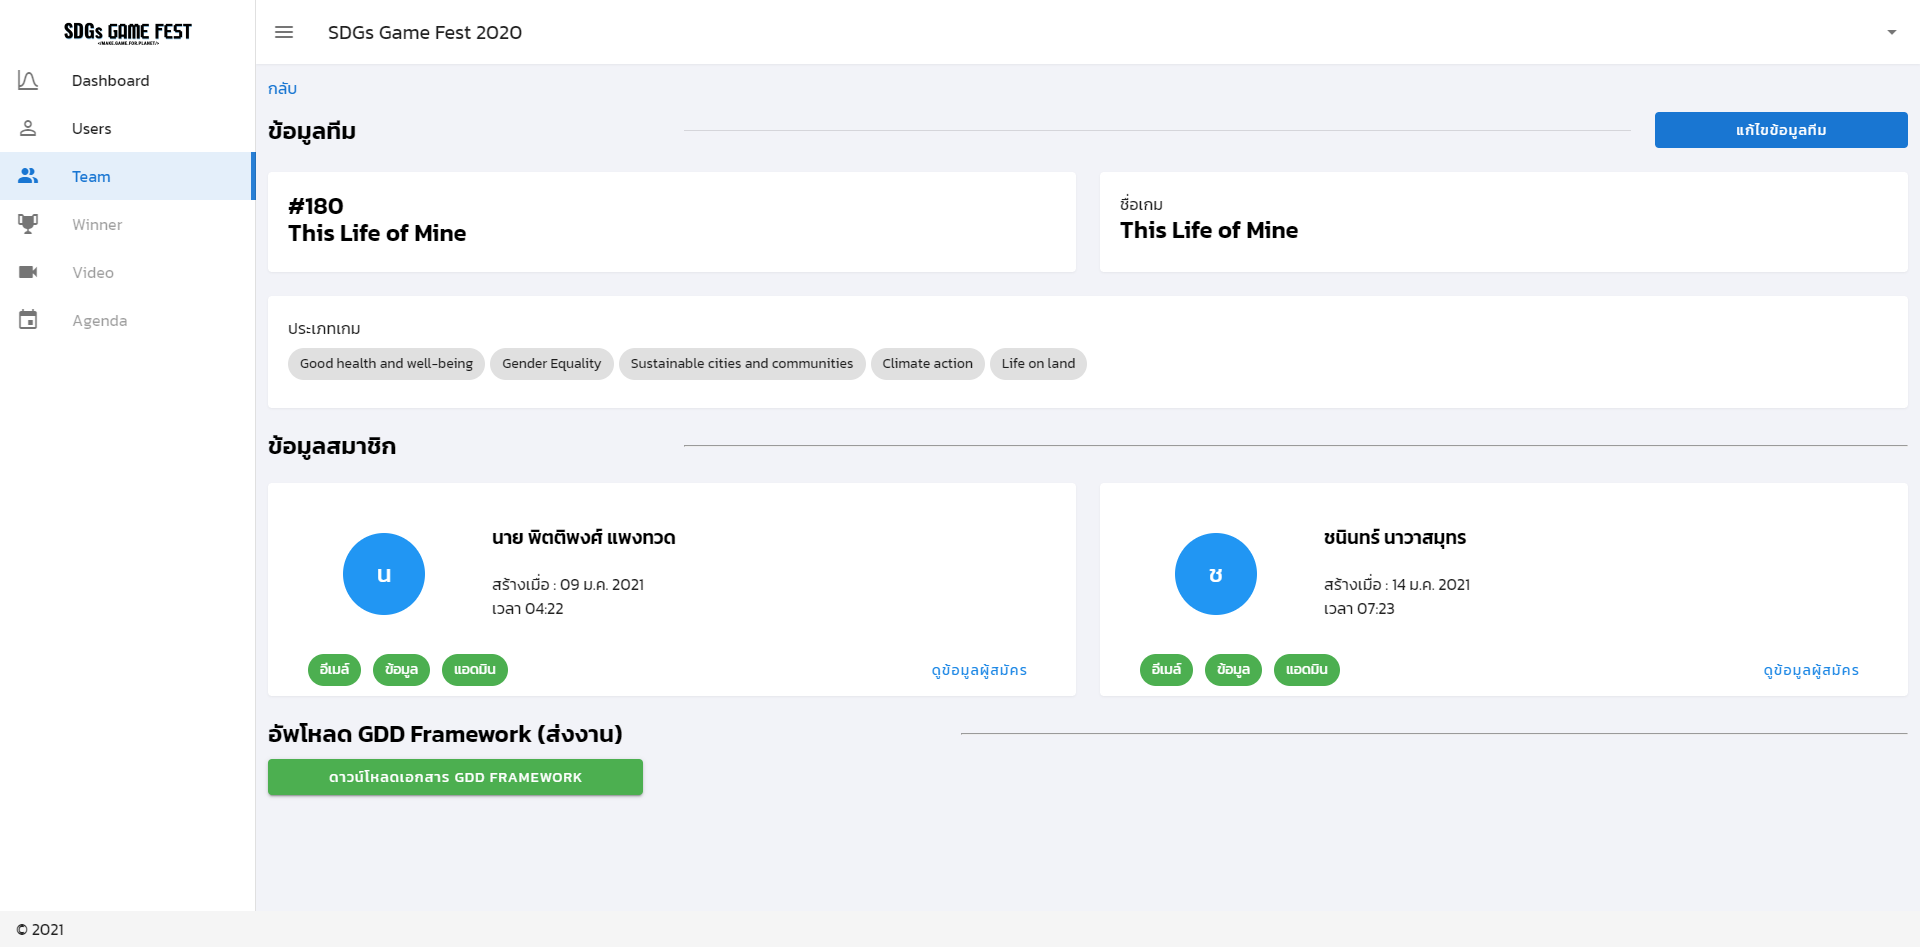 SDGs GAME FEST
</MAKE.GAME.FOR.PLANET/>
SDGs Game Fest 2020
Dashboard
Users
Team
Winner
Video
Agenda
กลับ
ข้อมูลทีม
แก้ไขข้อมูลทีม
#180
This Life of Mine
ชื่อเกม
This Life of Mine
ประเภทเกม
Good health and well-being
Gender Equality
Sustainable cities and communities
Climate action
Life on land
ข้อมูลสมาชิก
น
นาย พิตติพงศ์ แพงทวด
สร้างเมื่อ : 09 ม.ค. 2021
เวลา 04:22
อีเมล์
ข้อมูล
แอดมิน
ดูข้อมูลผู้สมัคร
ช
ชนินทร์ นาวาสมุทร
สร้างเมื่อ : 14 ม.ค. 2021
เวลา 07:23
อีเมล์
ข้อมูล
แอดมิน
ดูข้อมูลผู้สมัคร
อัพโหลด GDD Framework (ส่งงาน)
ดาวน์โหลดเอกสาร GDD FRAMEWORK
© 2021